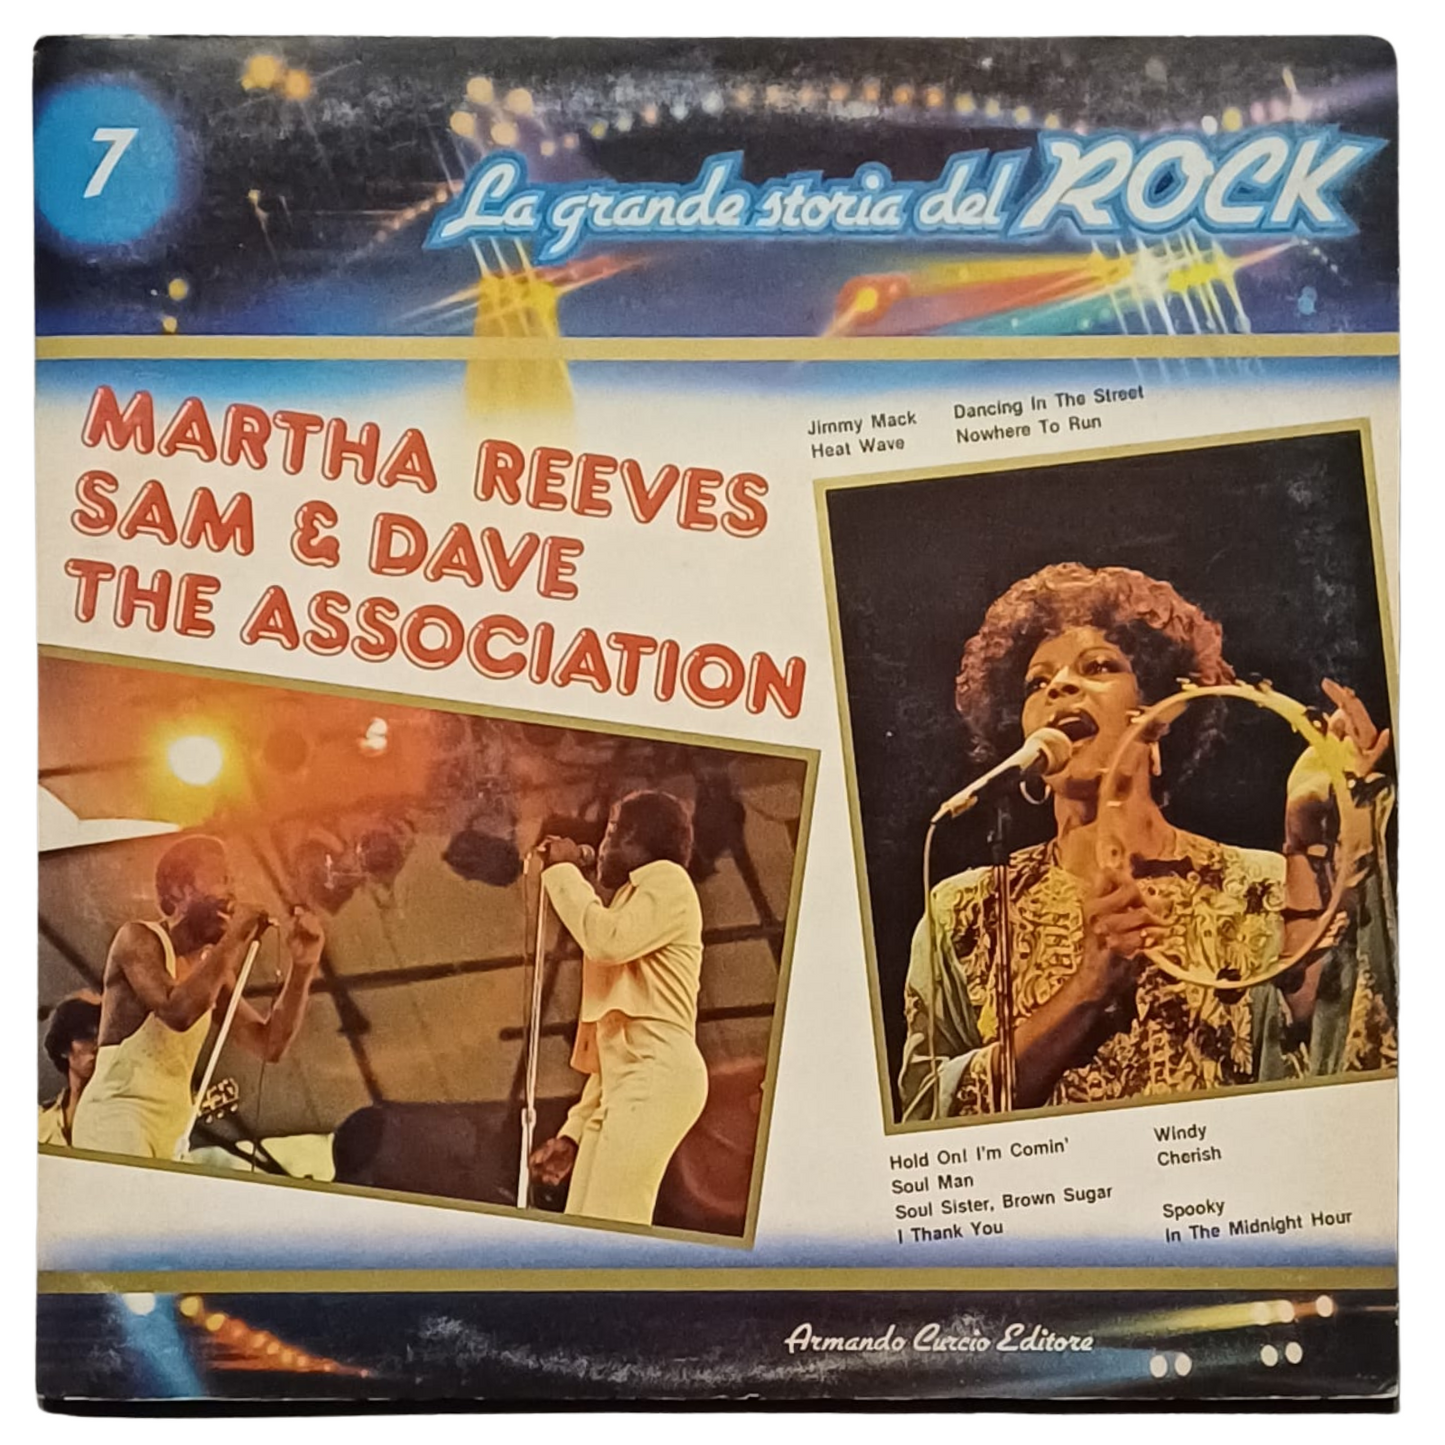 7
La grande storia del ROCK
MARTHA REEVES
SAM & DAVE
THE ASSOCIATION
Jimmy Mack
Heat Wave
Dancing In The Street
Nowhere To Run
Hold On! I'm Comin'
Soul Man
Soul Sister, Brown Sugar
I Thank You
Windy
Cherish
Spooky
In The Midnight Hour
Armando Curcio Editore